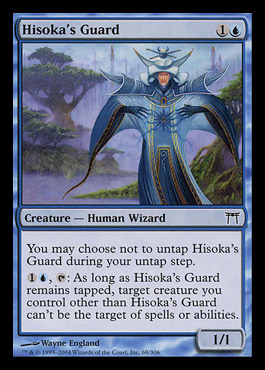 Hisoka's Guard 1
Creature — Human Wizard
You may choose not to untap Hisoka's
Guard during your untap step.
1 , : As long as Hisoka's Guard
remains tapped, target creature you
control other than Hisoka's Guard
can't be the target of spells or abilities.
Wayne England
™ & © 1993-2004 Wizards of the Coast, Inc. 68/306
1/1